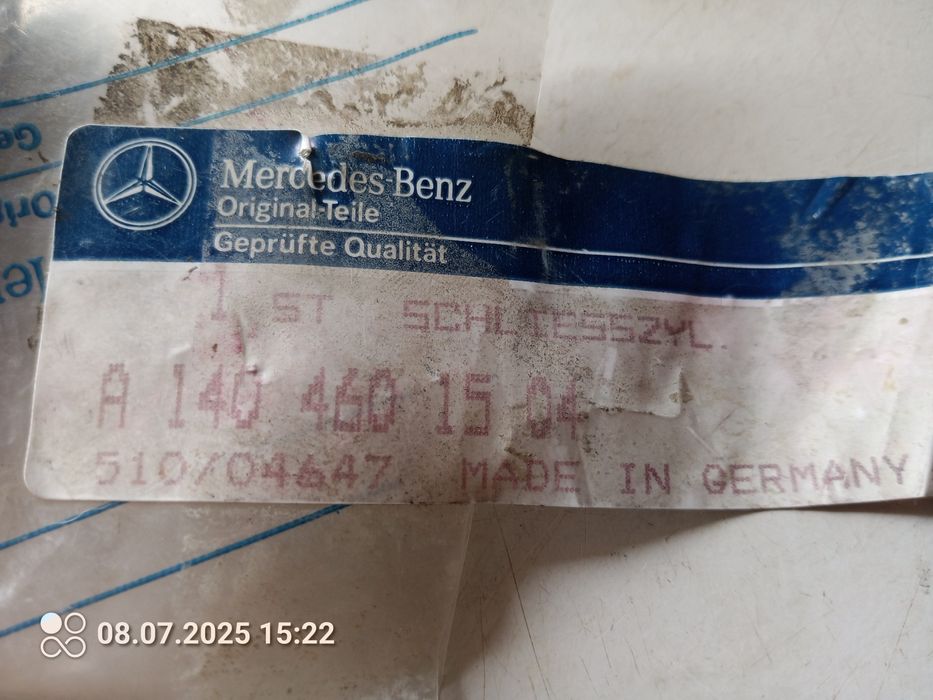 Mercedes-Benz
Original-Teile
Geprüfte Qualität
1 ST SCHLIESSZYL.
A 140 460 15 04
510/04647 MADE IN GERMANY
08.07.2025 15:22